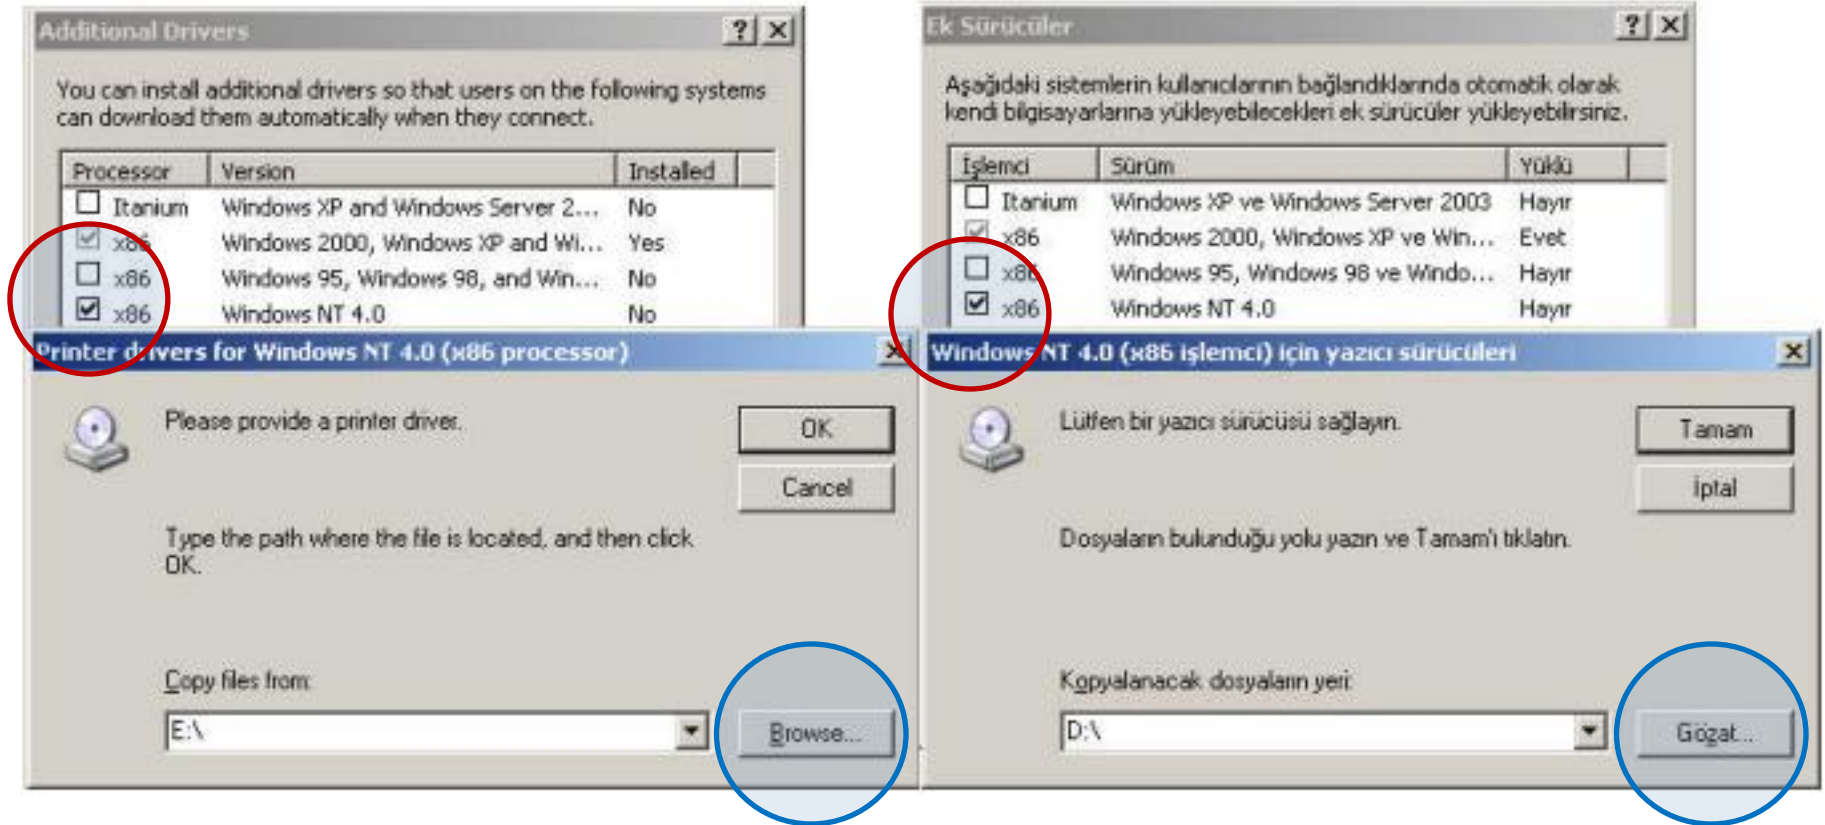 Additional Drivers
You can install additional drivers so that users on the following systems
can download them automatically when they connect.
Processor Version Installed
Itanium Windows XP and Windows Server 2... No
x86 Windows 2000, Windows XP and Wi... Yes
x86 Windows 95, Windows 98, and Win... No
x86 Windows NT 4.0 No
Printer drivers for Windows NT 4.0 (x86 processor)
Please provide a printer driver.
OK
Cancel
Type the path where the file is located, and then click
OK.
Copy files from:
E:\
Browse...
Ek Sürücüler
Aşağıdaki sistemlerin kullanıcılarının bağlandıklarında otomatik olarak
kendi bilgisayarlarına yükleyebilecekleri ek sürücüler yükleyebilirsiniz.
İşlemci Sürüm Yüklü
Itanium Windows XP ve Windows Server 2003 Hayır
x86 Windows 2000, Windows XP ve Win... Evet
x86 Windows 95, Windows 98 ve Windo... Hayır
x86 Windows NT 4.0 Hayır
Windows NT 4.0 (x86 işlemci) için yazıcı sürücüleri
Lütfen bir yazıcı sürücüsü sağlayın.
Tamam
İptal
Dosyaların bulunduğu yolu yazın ve Tamam'ı tıklatın.
Kopyalanacak dosyaların yeri:
D:\
Gözat...